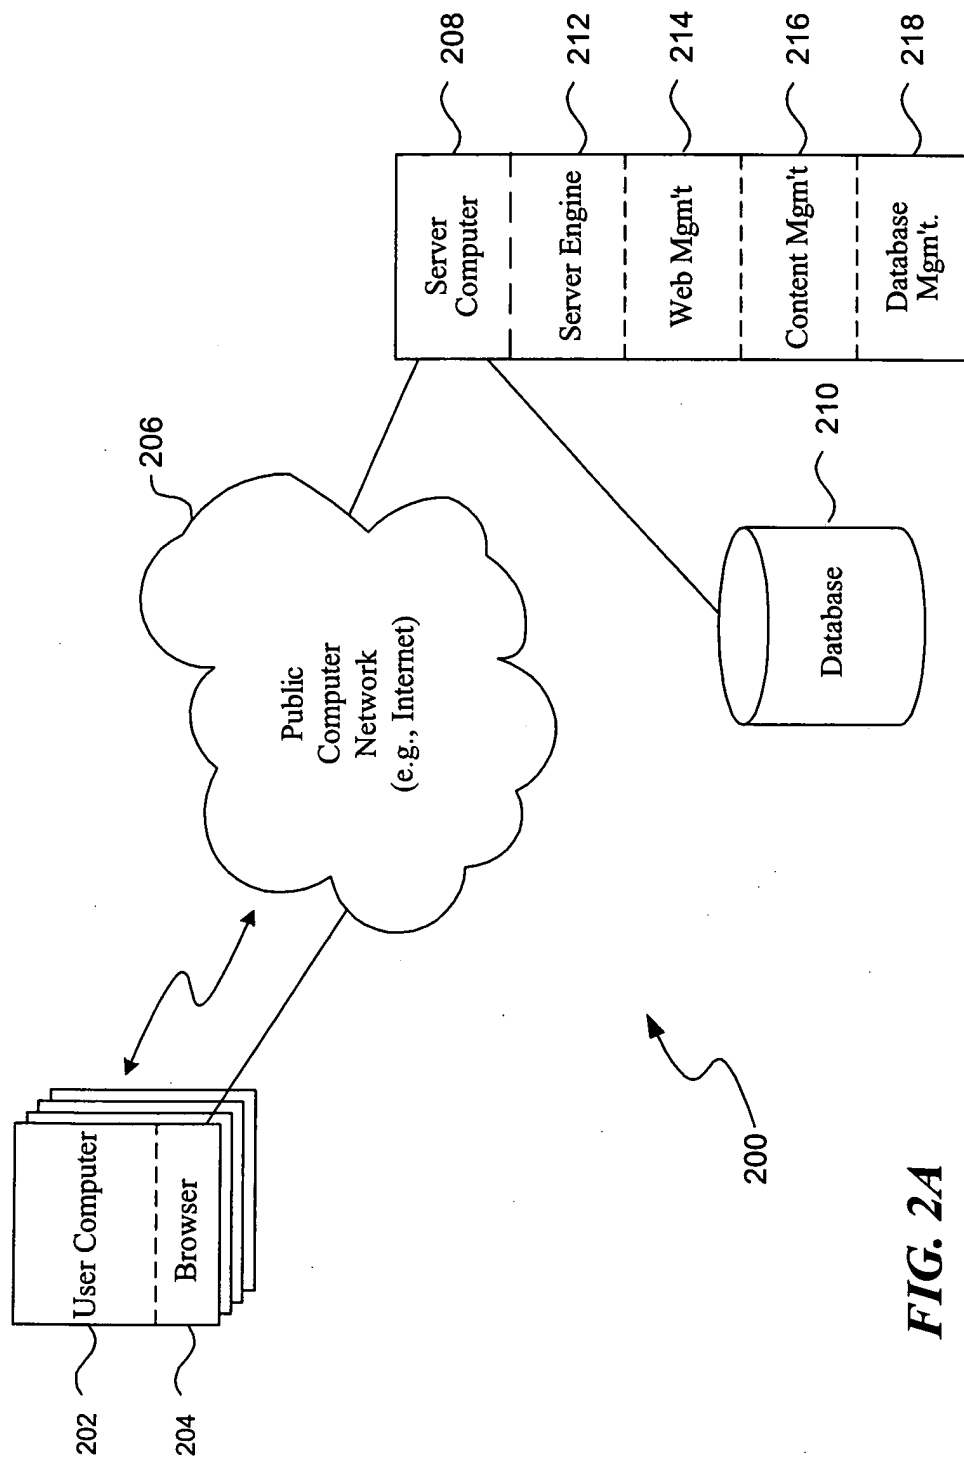 202
204
User Computer
Browser
206
Public
Computer
Network
(e.g., Internet)
Server
Computer
208
Server Engine
212
Web Mgm't
214
Content Mgm't
216
Database
Mgm't.
218
Database
210
200
FIG. 2A